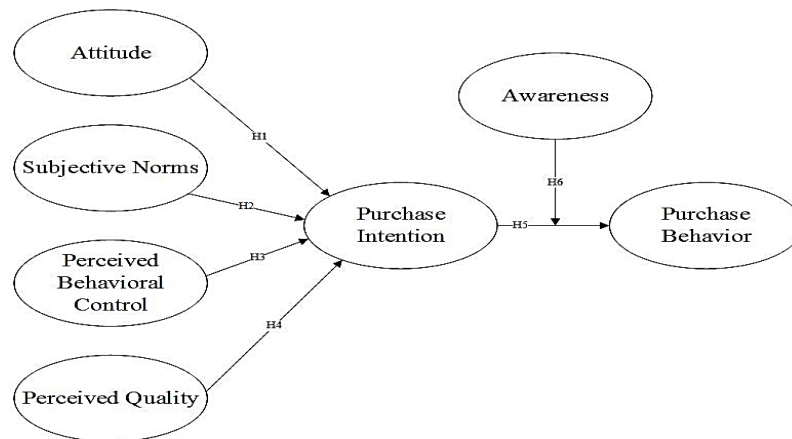 Attitude
Awareness
H1
Subjective Norms
H2
H6
Purchase
Intention
H5
Purchase
Behavior
Perceived
Behavioral
Control
H3
H4
Perceived Quality